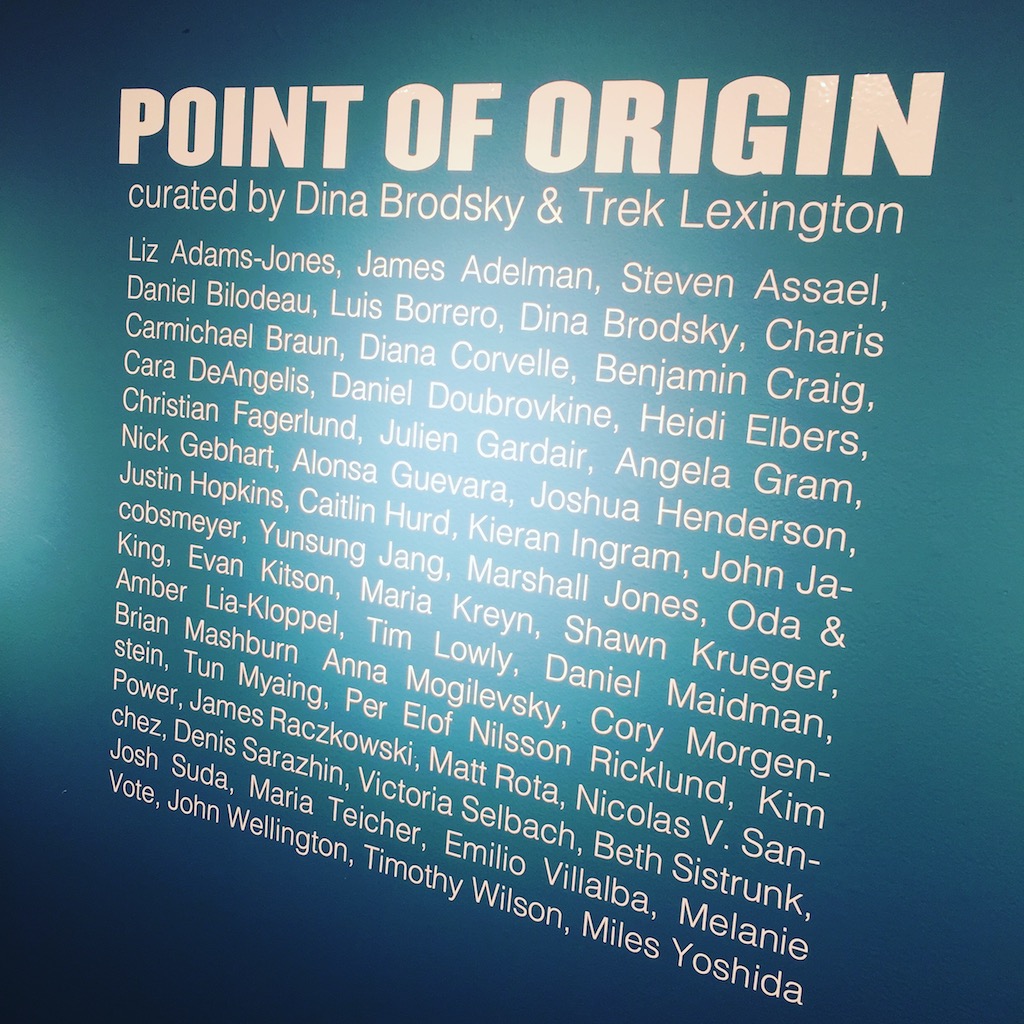 POINT OF ORIGIN
curated by Dina Brodsky & Trek Lexington
Liz Adams-Jones, James Adelman, Steven Assael,
Daniel Bilodeau, Luis Borrero, Dina Brodsky, Charis
Carmichael Braun, Diana Corvelle, Benjamin Craig,
Cara DeAngelis, Daniel Doubrovkine, Heidi Elbers,
Christian Fagerlund, Julien Gardair, Angela Gram,
Nick Gebhart, Alonsa Guevara, Joshua Henderson,
Justin Hopkins, Caitlin Hurd, Kieran Ingram, John Ja-
cobsmeyer, Yunsung Jang, Marshall Jones, Oda &
King, Evan Kitson, Maria Kreyn, Shawn Krueger,
Amber Lia-Kloppel, Tim Lowly, Daniel Maidman,
Brian Mashburn Anna Mogilevsky, Cory Morgen-
stein, Tun Myaing, Per Elof Nilsson Ricklund, Kim
Power, James Raczkowski, Matt Rota, Nicolas V. San-
chez, Denis Sarazhin, Victoria Selbach, Beth Sistrunk,
Josh Suda, Maria Teicher, Emilio Villalba, Melanie
Vote, John Wellington, Timothy Wilson, Miles Yoshida